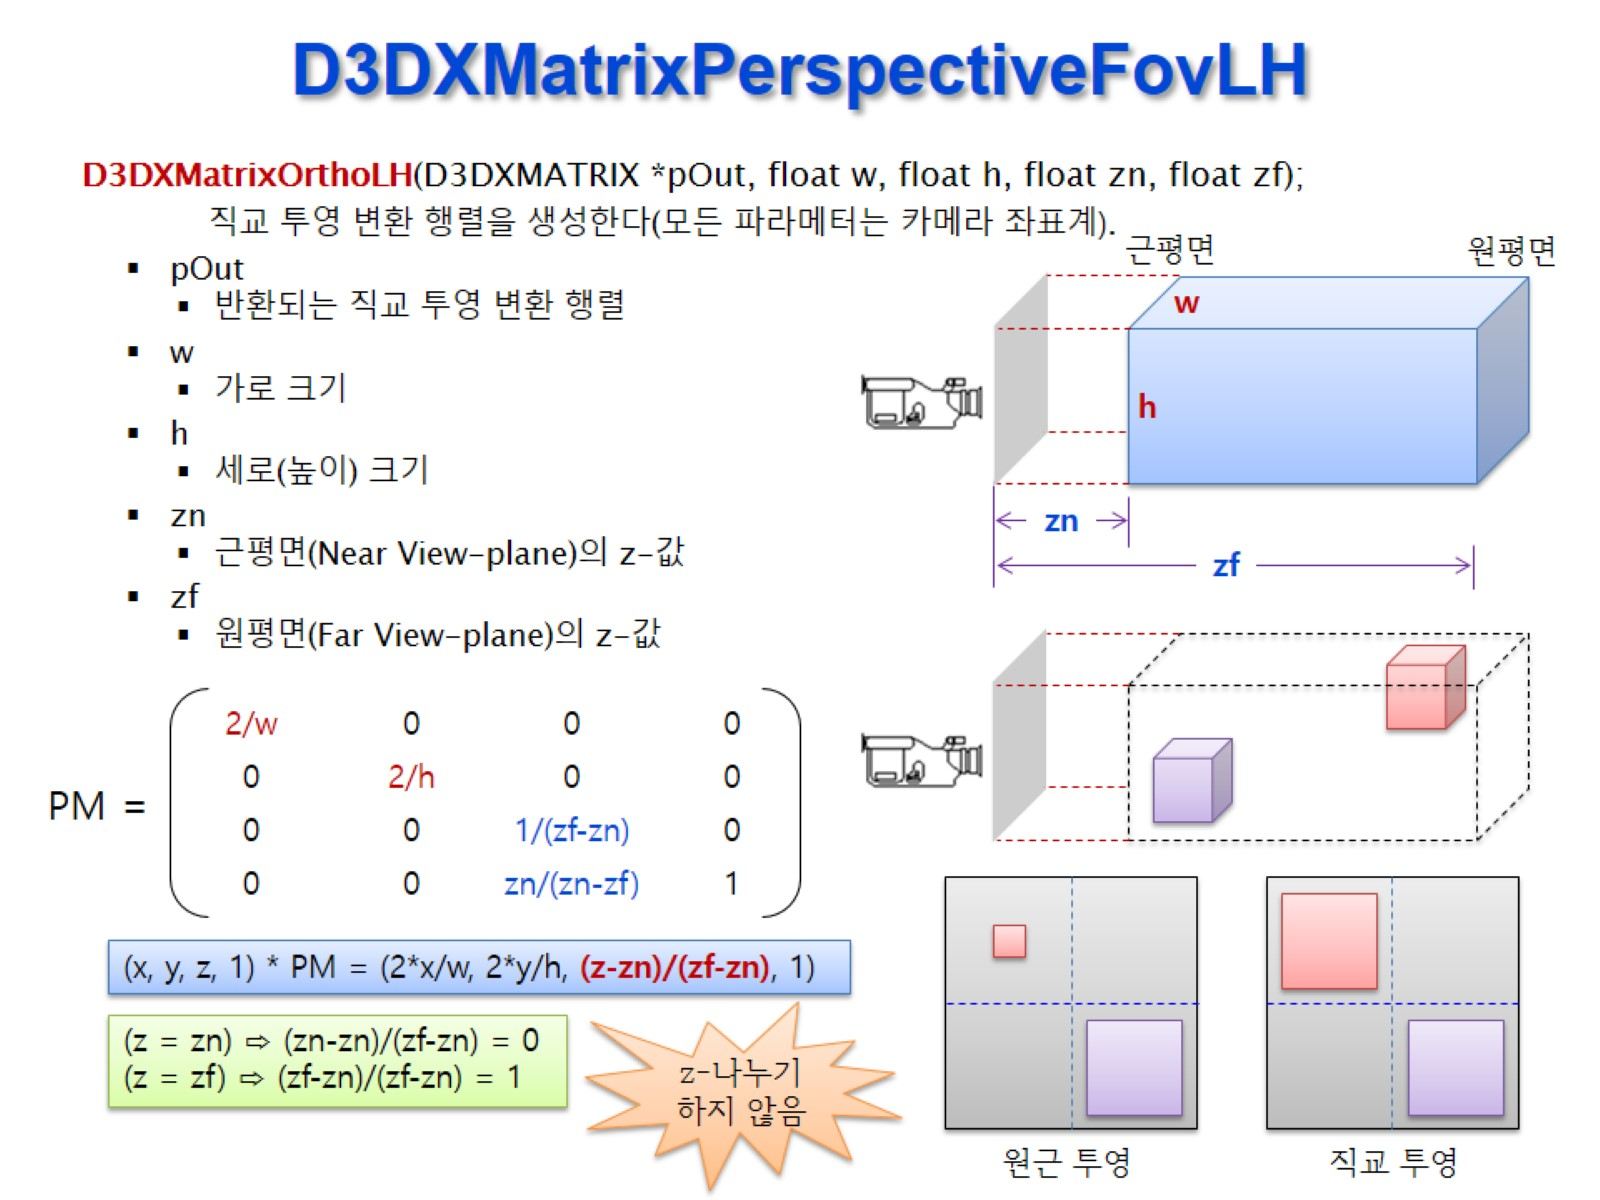 D3DXMatrixPerspectiveFovLH
D3DXMatrixOrthoLH(D3DXMATRIX *pOut, float w, float h, float zn, float zf);
직교 투영 변환 행렬을 생성한다(모든 파라메터는 카메라 좌표계).
▪ pOut
▪ 반환되는 직교 투영 변환 행렬
▪ w
▪ 가로 크기
▪ h
▪ 세로(높이) 크기
▪ zn
▪ 근평면(Near View-plane)의 z-값
▪ zf
▪ 원평면(Far View-plane)의 z-값
근평면 원평면
w
h
zn
zf
PM =
2/w 0 0 0
0 2/h 0 0
0 0 1/(zf-zn) 0
0 0 zn/(zn-zf) 1
(x, y, z, 1) * PM = (2*x/w, 2*y/h, (z-zn)/(zf-zn), 1)
(z = zn) ⇨ (zn-zn)/(zf-zn) = 0
(z = zf) ⇨ (zf-zn)/(zf-zn) = 1
z-나누기
하지 않음
원근 투영
직교 투영